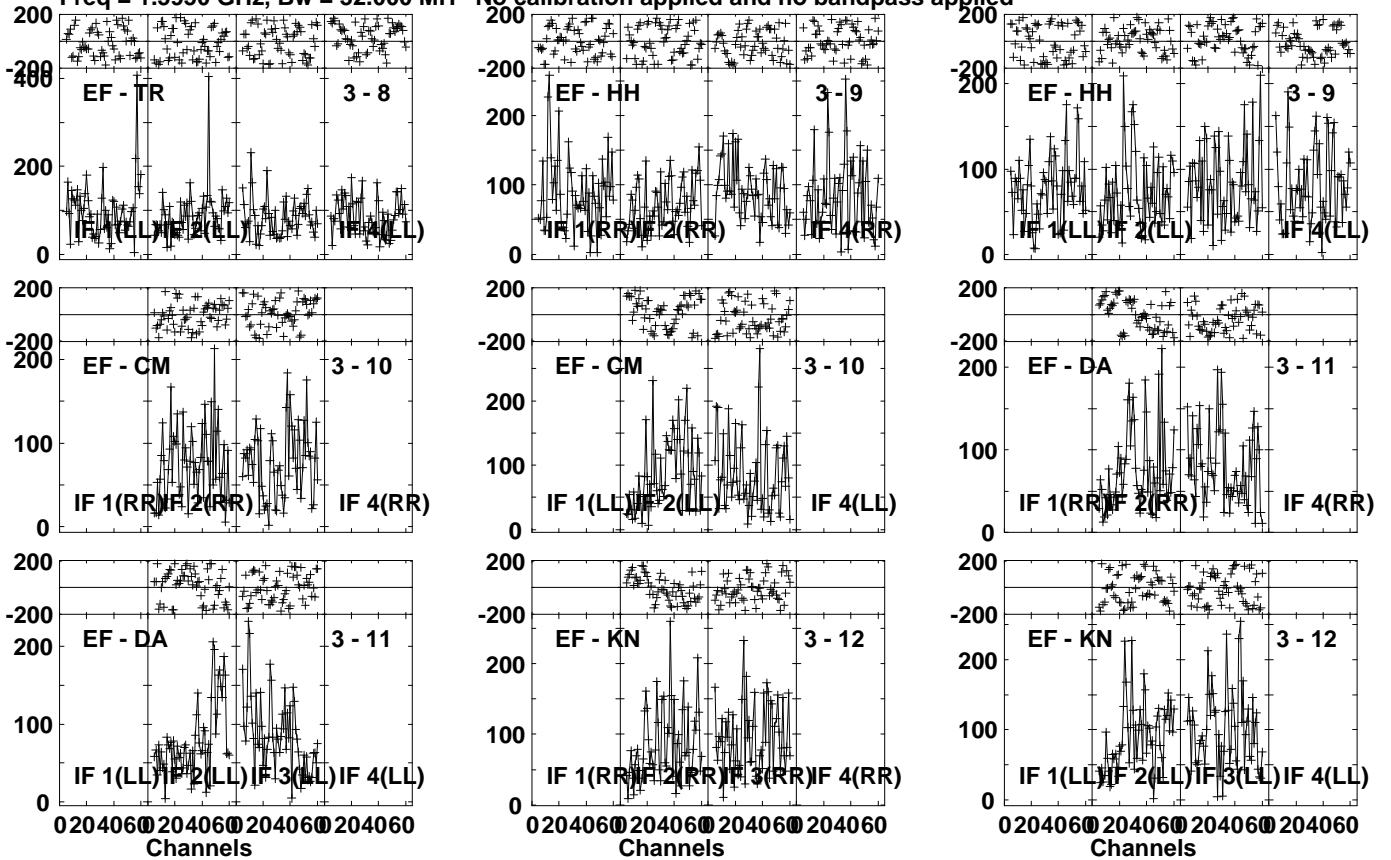 No calibration applied and no bandpass applied
200 200 200
-200 -200 -200
400 EF - TR 3 - 8 EF - HH 3 - 9 200 EF - HH 3 - 9
200 200
200 100 100
IF 1(LL) IF 2(LL) IF 4(LL) IF 1(RR) IF 2(RR) IF 4(RR) IF 1(LL) IF 2(LL) IF 4(LL)
0 0 0
200 200 200
-200 -200 -200
200 EF - CM 3 - 10 EF - CM 3 - 10 200 EF - DA 3 - 11
200
100 100 100
IF 1(RR) IF 2(RR) IF 4(RR) IF 1(LL) IF 2(LL) IF 4(LL) IF 1(RR) IF 2(RR) IF 4(RR)
0 0 0
200 200 200
-200 -200 -200
200 EF - DA 3 - 11 EF - KN 3 - 12 EF - KN 3 - 12
200 200
100 100 100
IF 1(LL) IF 2(LL) IF 3(LL) IF 4(LL) IF 1(RR) IF 2(RR) IF 3(RR) IF 4(RR) IF 1(LL) IF 2(LL) IF 3(LL) IF 4(LL)
0 0 0
0 20 40 60 0 20 40 60 0 20 40 60 0 20 40 60 0 20 40 60 0 20 40 60 0 20 40 60 0 20 40 60 0 20 40 60 0 20 40 60 0 20 40 60 0 20 40 60
Channels Channels Channels